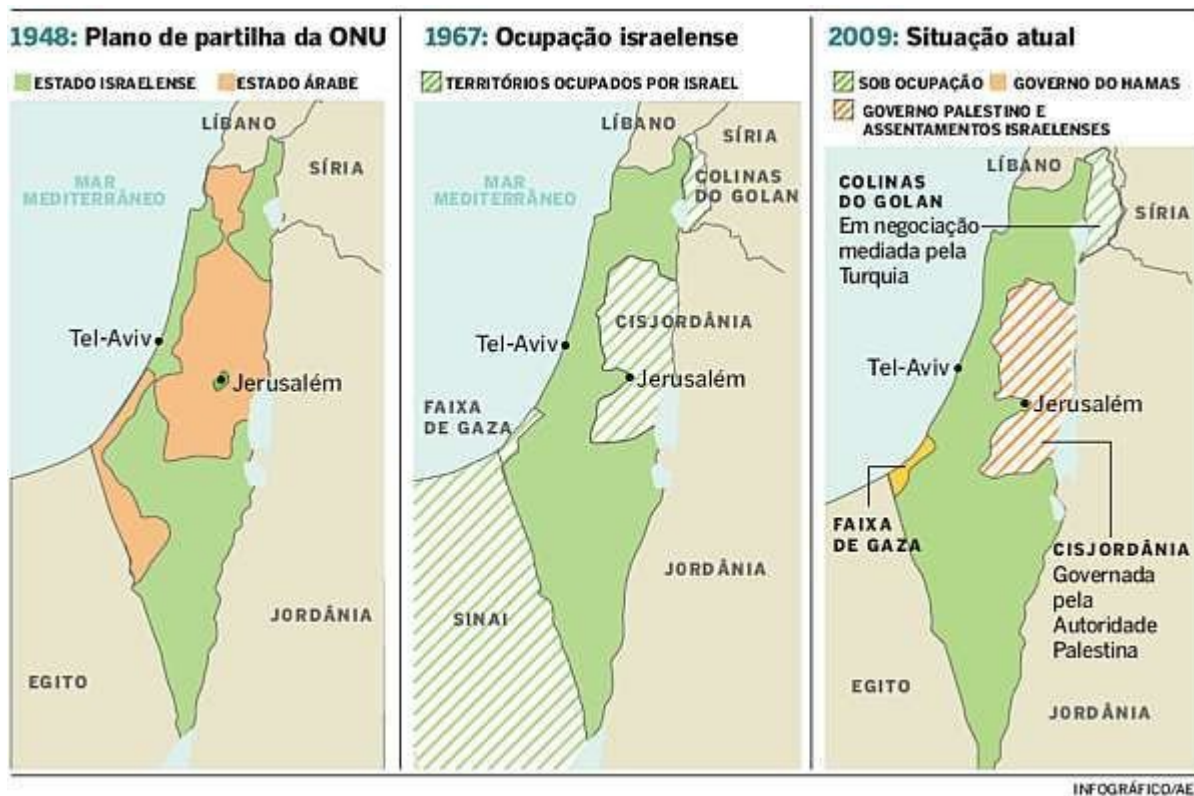 1948: Plano de partilha da ONU
ESTADO ISRAELENSE
ESTADO ÁRABE
LÍBANO
SÍRIA
MAR
MEDITERRÂNEO
Tel-Aviv
Jerusalém
JORDÂNIA
EGITO
1967: Ocupação israelense
TERRITÓRIOS OCUPADOS POR ISRAEL
LÍBANO
SÍRIA
MAR
MEDITERRÂNEO
COLINAS
DO GOLAN
CISJORDÂNIA
Tel-Aviv
Jerusalém
FAIXA
DE GAZA
JORDÂNIA
SINAI
2009: Situação atual
SOB OCUPAÇÃO
GOVERNO DO HAMAS
GOVERNO PALESTINO E
ASSENTAMENTOS ISRAELENSES
LÍBANO
COLINAS
DO GOLAN
Em negociação
mediada pela
Turquia
SÍRIA
Tel-Aviv
Jerusalém
FAIXA
DE GAZA
CISJORDÂNIA
Governada
pela
Autoridade
Palestina
EGITO
JORDÂNIA
INFOGRÁFICO/AE